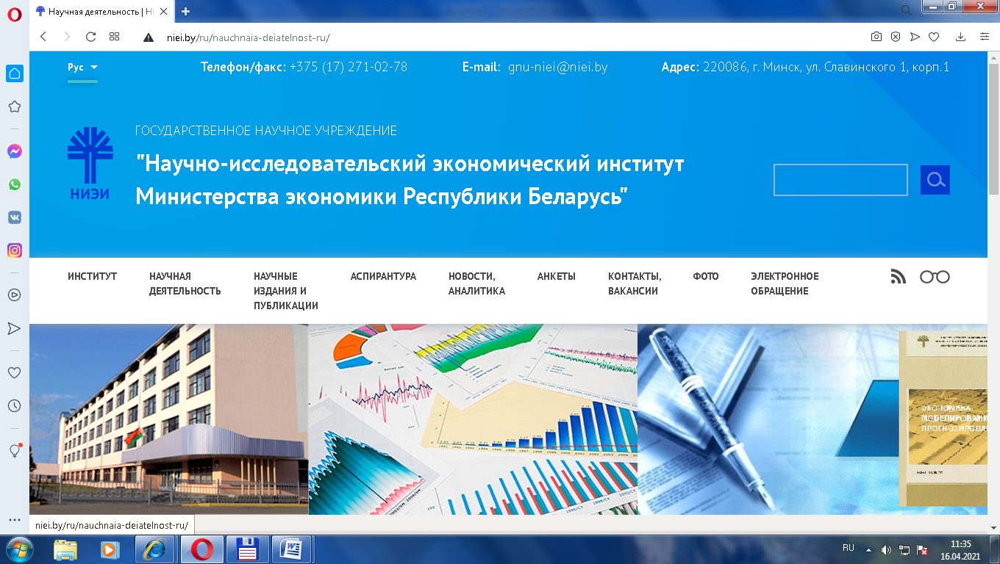 Научная деятельность | НИ
niei.by/ru/nauchnaia-deiatelnost-ru/
Рус
Телефон/факс: +375 (17) 271-02-78
E-mail: gnu-niei@niei.by
Адрес: 220086, г. Минск, ул. Славинского 1, корп.1
ГОСУДАРСТВЕННОЕ НАУЧНОЕ УЧРЕЖДЕНИЕ
"Научно-исследовательский экономический институт
Министерства экономики Республики Беларусь"
НИЭИ
ИНСТИТУТ
НАУЧНАЯ
ДЕЯТЕЛЬНОСТЬ
НАУЧНЫЕ
ИЗДАНИЯ И
ПУБЛИКАЦИИ
АСПИРАНТУРА
НОВОСТИ,
АНАЛИТИКА
АНКЕТЫ
КОНТАКТЫ,
ВАКАНСИИ
ФОТО
ЭЛЕКТРОННОЕ
ОБРАЩЕНИЕ
ЭКОНОМИКА,
МОДЕЛИРОВАНИ
ПРОГНОЗИРОВА
niei.by/ru/nauchnaia-deiatelnost-ru/
RU
11:35
16.04.2021